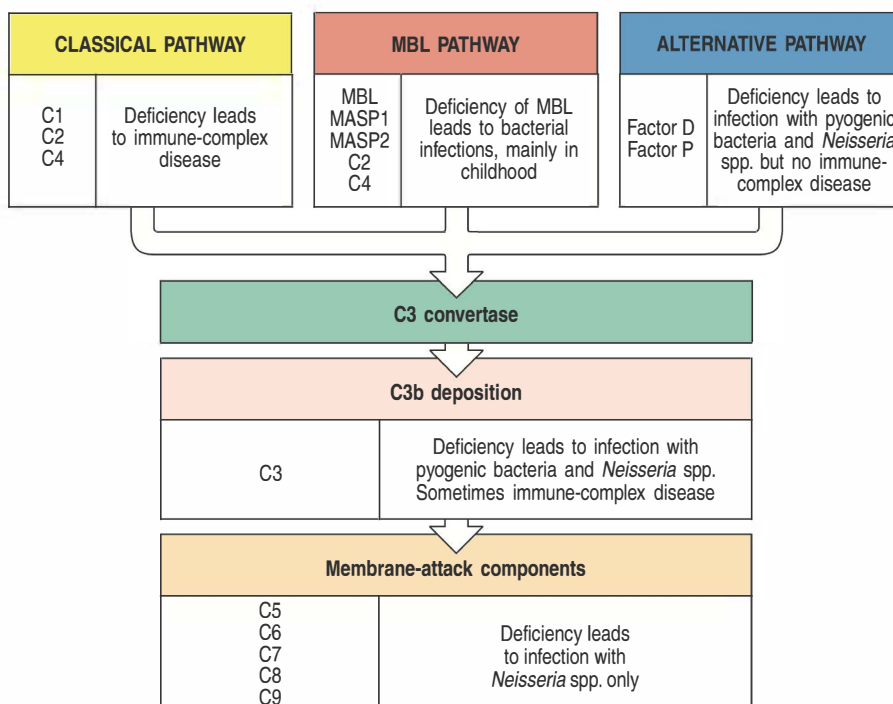 CLASSICAL PATHWAY
C1
C2
C4
Deficiency leads
to immune-complex
disease
MBL PATHWAY
MBL
MASP1
MASP2
C2
C4
Deficiency of MBL
leads to bacterial
infections, mainly in
childhood
ALTERNATIVE PATHWAY
Factor D
Factor P
Deficiency leads to
infection with pyogenic
bacteria and Neisseria
spp. but no immune-
complex disease
C3 convertase
C3b deposition
C3
Deficiency leads to infection with
pyogenic bacteria and Neisseria spp.
Sometimes immune-complex disease
Membrane-attack components
C5
C6
C7
C8
C9
Deficiency leads
to infection with
Neisseria spp. only